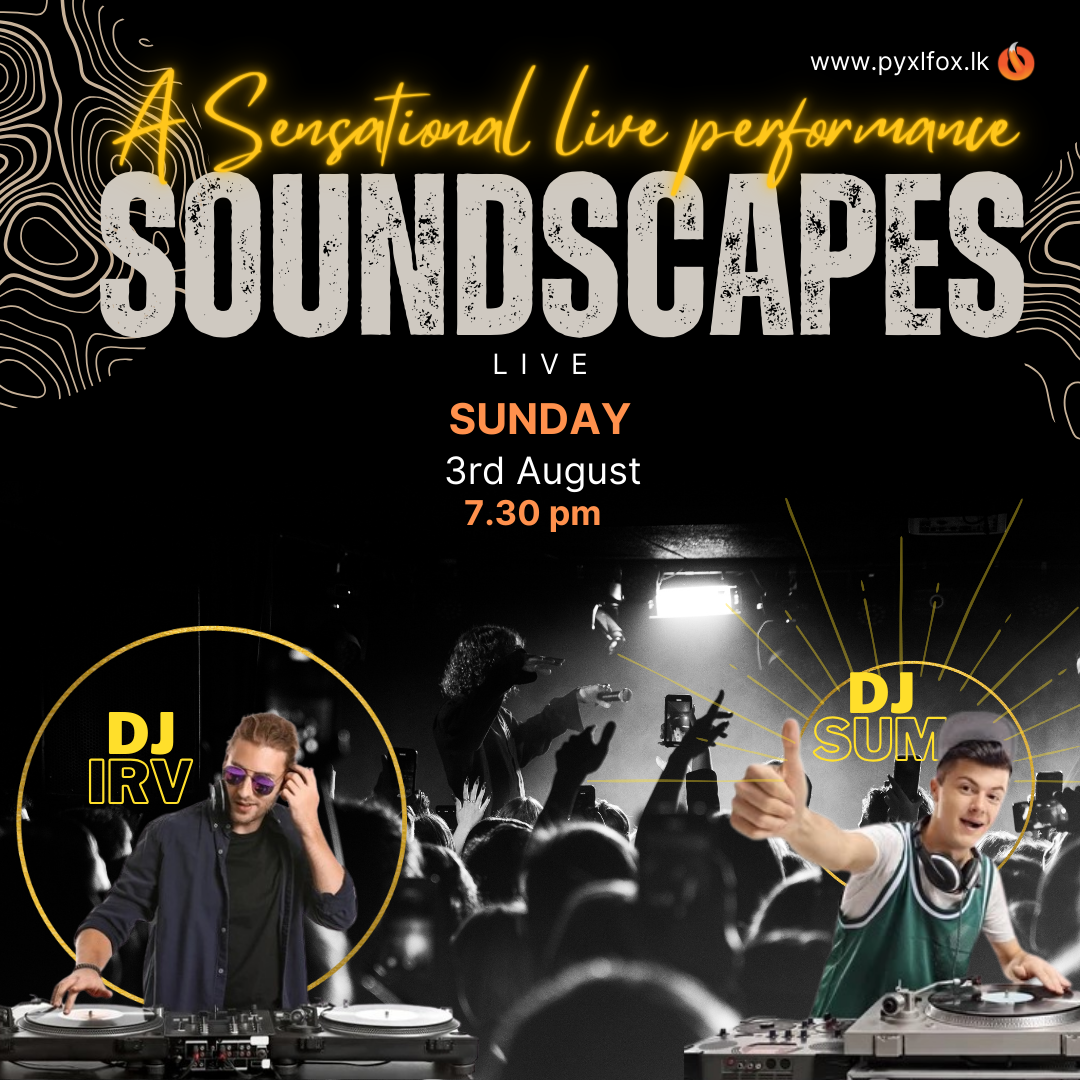 www.pyxlfox.lk
A Sensational Live performance
SOUNDSCAPES
LIVE
SUNDAY
3rd August
7.30 pm
DJ
IRV
DJ
SUM